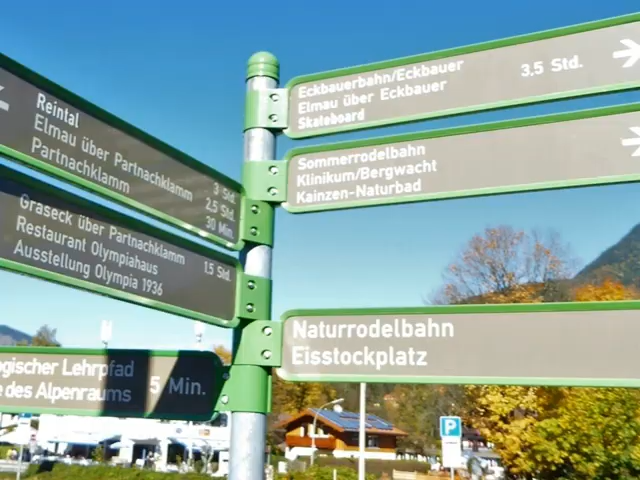 Reintal 3 Std.
Elmau über Partnachklamm 2,5 Std.
Partnachklamm 30 Min.
Graseck über Partnachklamm 1,5 Std.
Restaurant Olympiahaus
Ausstellung Olympia 1936
ogischer Lehrpfad 5 Min.
e des Alpenraums
Eckbauerbahn/Eckbauer 3,5 Std.
Elmau über Eckbauer
Skateboard
Sommerrodelbahn
Klinikum/Bergwacht
Kainzen-Naturbad
Naturrodelbahn
Eisstockplatz
P